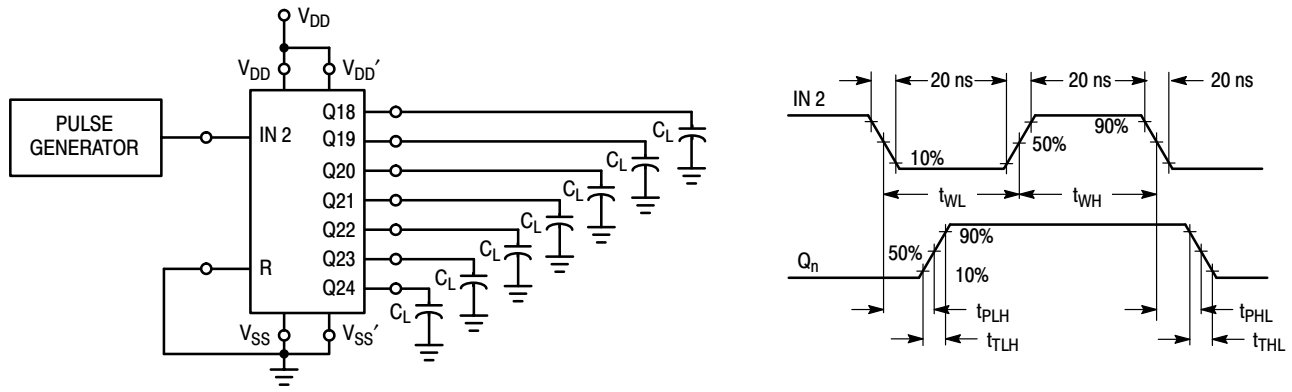 V_DD
V_DD V_DD′
PULSE
GENERATOR
IN 2
R
Q18
Q19
Q20
Q21
Q22
Q23
Q24
C_L
C_L
C_L
C_L
C_L
C_L
C_L
V_SS V_SS′
20 ns 20 ns 20 ns
IN 2
90%
50%
10%
t_WL t_WH
Q_n
50%
90%
10%
t_PLH t_PHL
t_TLH t_THL